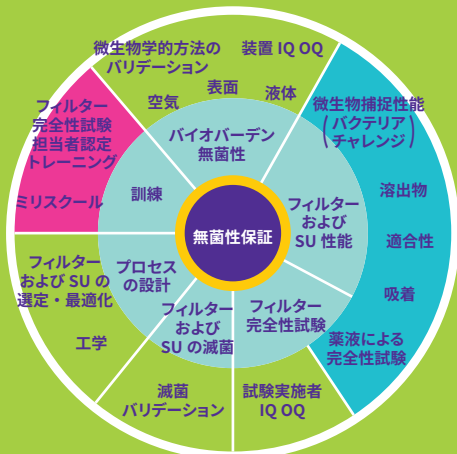 微生物学的方法の
バリデーション
装置 IQ OQ
空気
表面
液体
微生物捕捉性能
(バクテリア
チャレンジ)
溶出物
適合性
吸着
薬液による
完全性試験
試験実施者
IQ OQ
滅菌
バリデーション
フィルター
および SU の
選定・最適化
工学
フィルター
完全性試験
担当者認定
トレーニング
ミリスクール
バイオバーデン
無菌性
フィルター
および
SU 性能
フィルター
完全性試験
フィルター
および
SU の滅菌
プロセス
の設計
訓練
無菌性保証